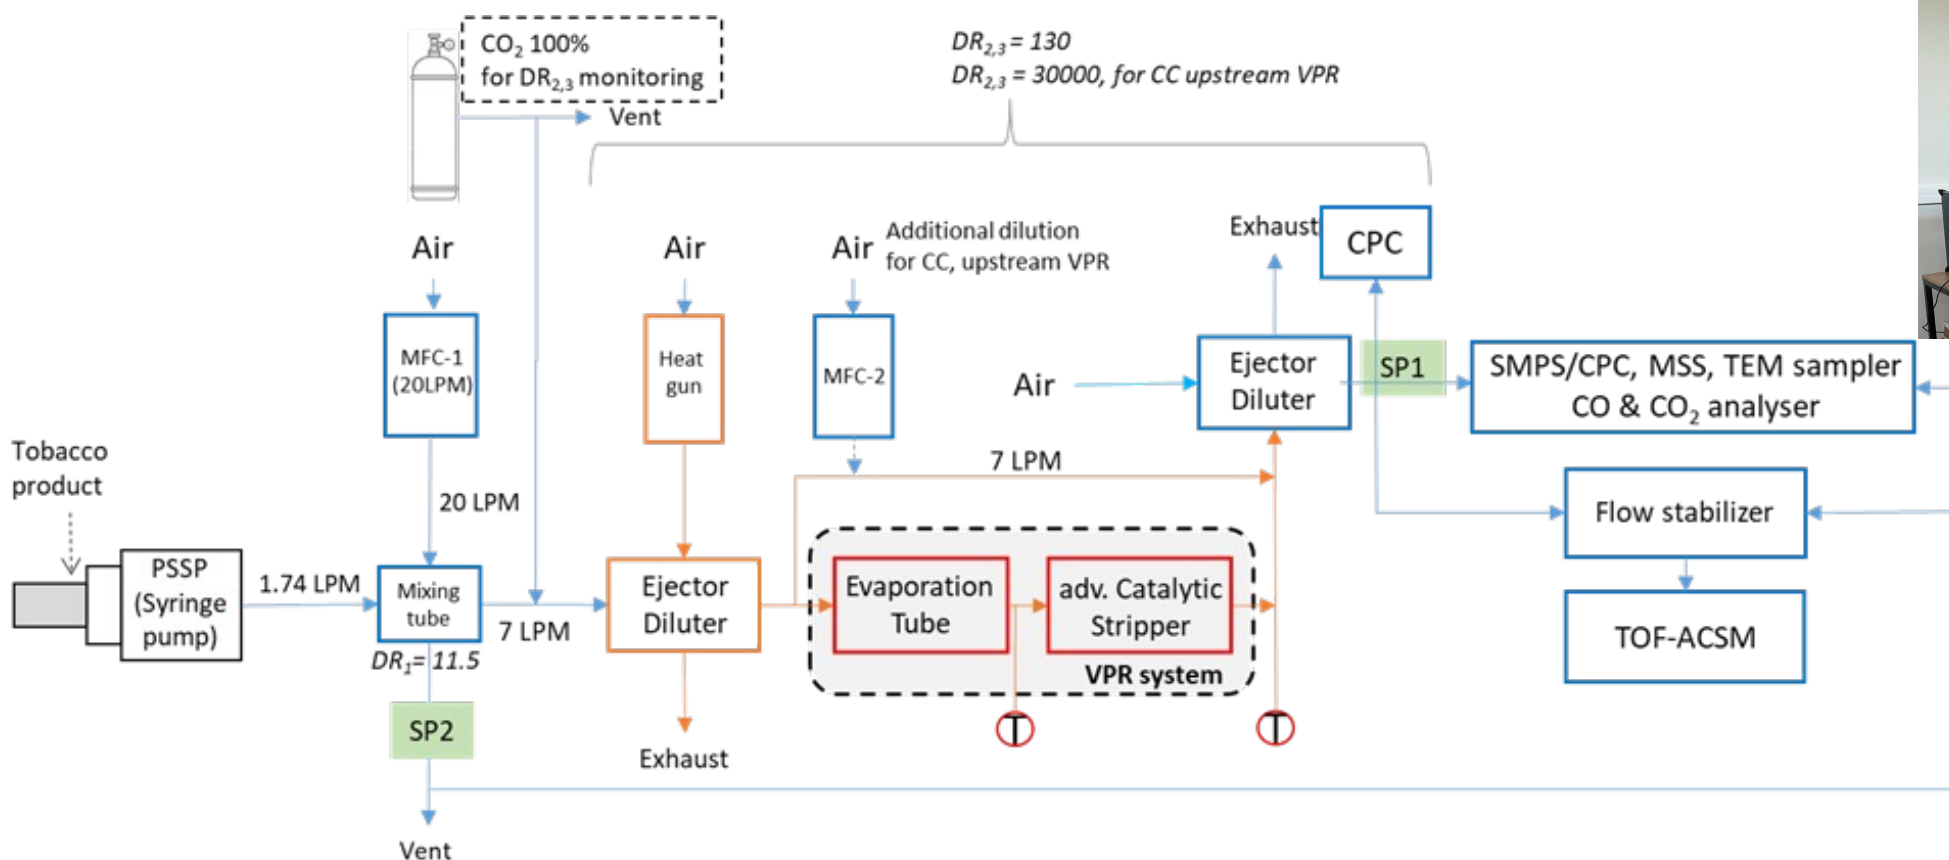 CO2 100%
for DR2,3 monitoring
Vent
DR2,3 = 130
DR2,3 = 30000, for CC upstream VPR
Air
Air
Air
Additional dilution
for CC, upstream VPR
Exhaust
CPC
MFC-1
(20LPM)
Heat
gun
MFC-2
Air
Ejector
Diluter
SP1
SMPS/CPC, MSS, TEM sampler
CO & CO2 analyser
Tobacco
product
20 LPM
7 LPM
Flow stabilizer
PSSP
(Syringe
pump)
1.74 LPM
Mixing
tube
7 LPM
DR1= 11.5
Ejector
Diluter
Evaporation
Tube
adv. Catalytic
Stripper
VPR system
TOF-ACSM
SP2
T
T
Exhaust
Vent